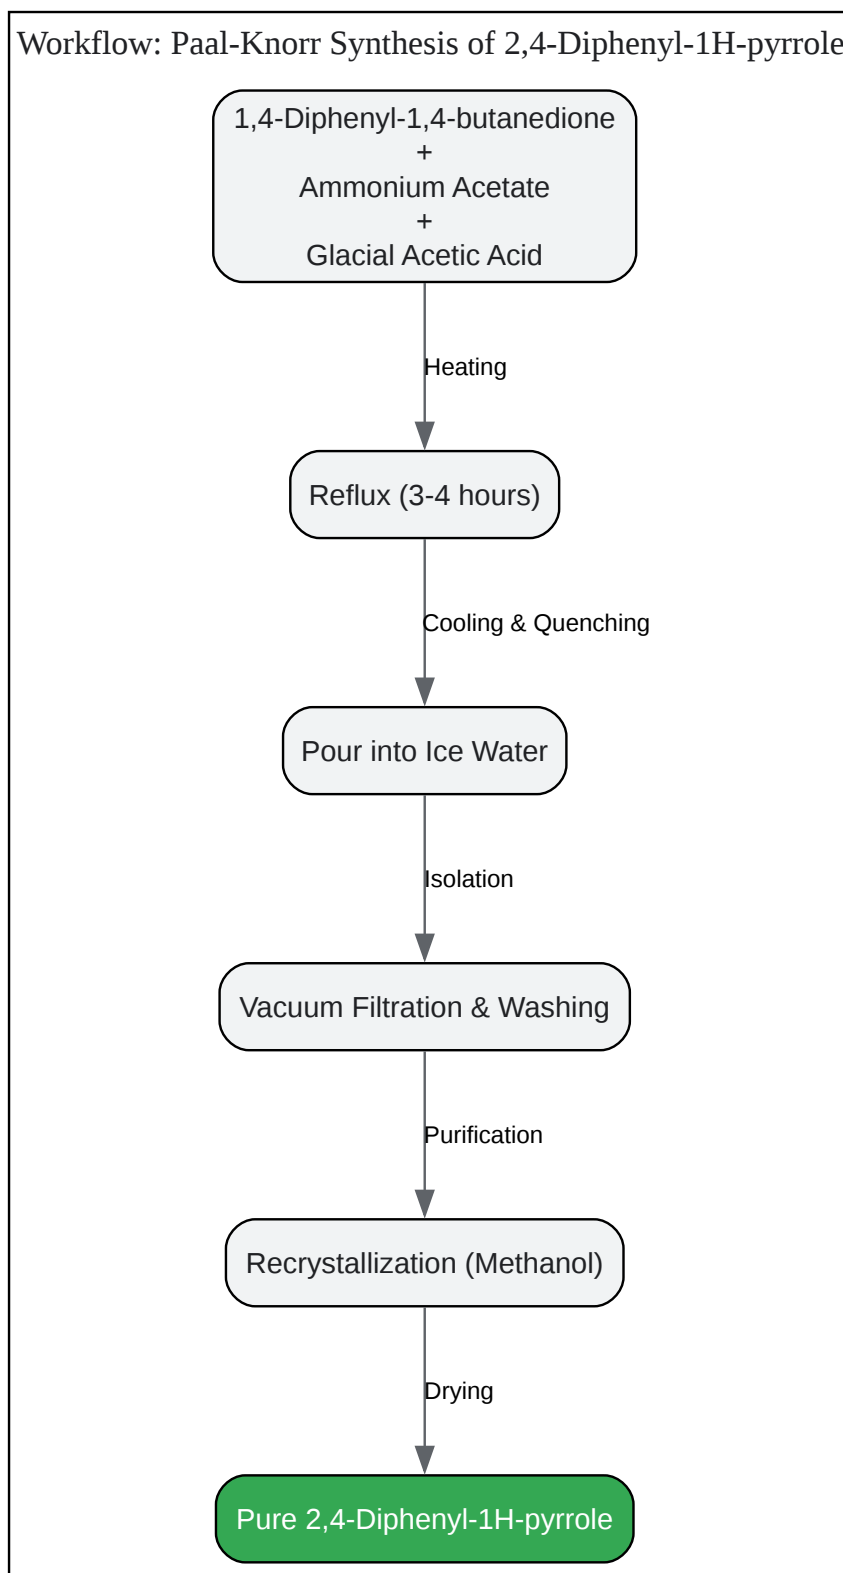 Workflow: Paal-Knorr Synthesis of 2,4-Diphenyl-1H-pyrrole
1,4-Diphenyl-1,4-butanedione
+
Ammonium Acetate
+
Glacial Acetic Acid
Heating
Reflux (3-4 hours)
Cooling & Quenching
Pour into Ice Water
Isolation
Vacuum Filtration & Washing
Purification
Recrystallization (Methanol)
Drying
Pure 2,4-Diphenyl-1H-pyrrole